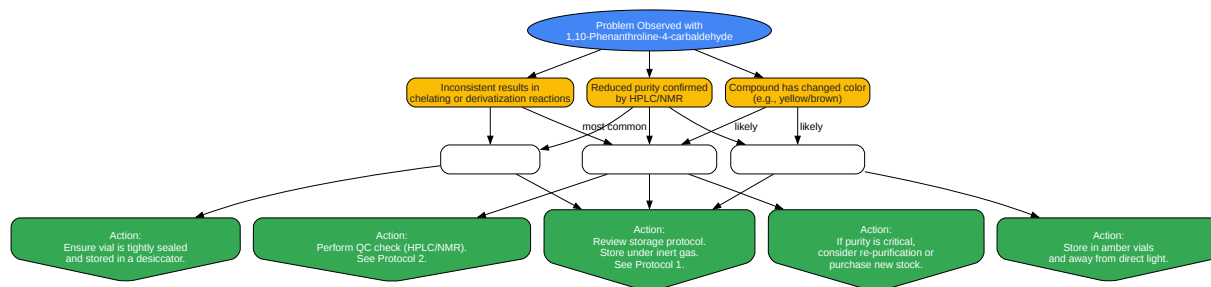 Problem Observed with
1,10-Phenanthroline-4-carbaldehyde
Inconsistent results in
chelating or derivatization reactions
Reduced purity confirmed
by HPLC/NMR
Compound has changed color
(e.g., yellow/brown)
most common
likely
likely
Action:
Ensure vial is tightly sealed
and stored in a desiccator.
Action:
Perform QC check (HPLC/NMR).
See Protocol 2.
Action:
Review storage protocol.
Store under inert gas.
See Protocol 1.
Action:
If purity is critical,
consider re-purification or
purchase new stock.
Action:
Store in amber vials
and away from direct light.